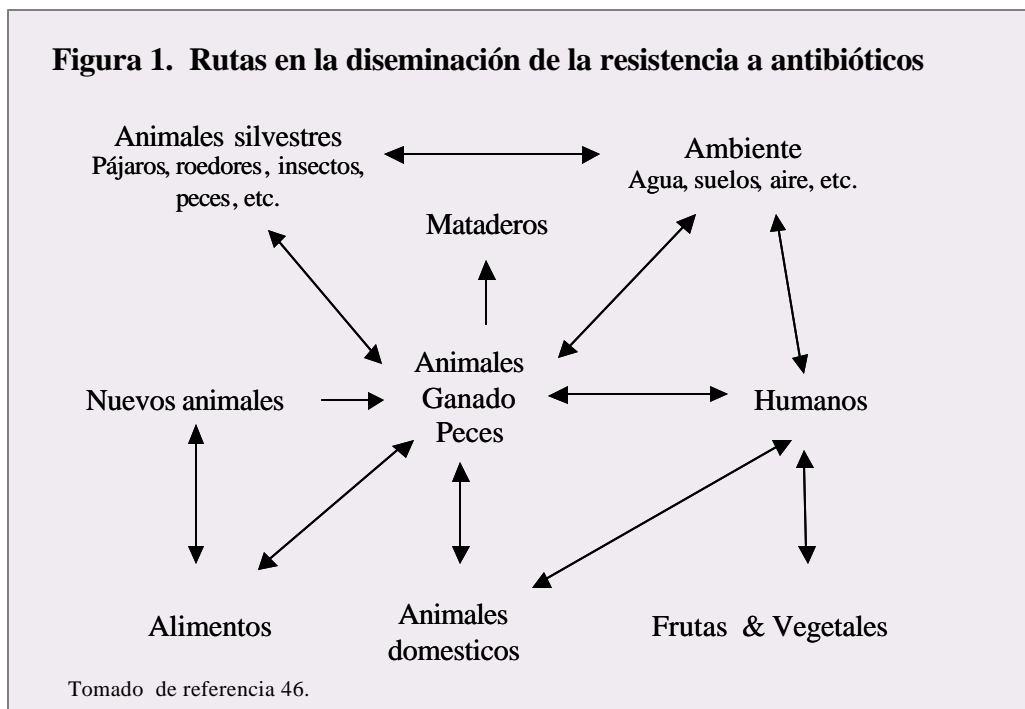 Figura 1. Rutas en la diseminación de la resistencia a antibióticos
Animales silvestres
Pájaros, roedores, insectos,
peces, etc.
Ambiente
Agua, suelos, aire, etc.
Mataderos
Animales
Ganado
Peces
Nuevos animales
Humanos
Alimentos
Animales
domesticos
Frutas & Vegetales
Tomado de referencia 46.